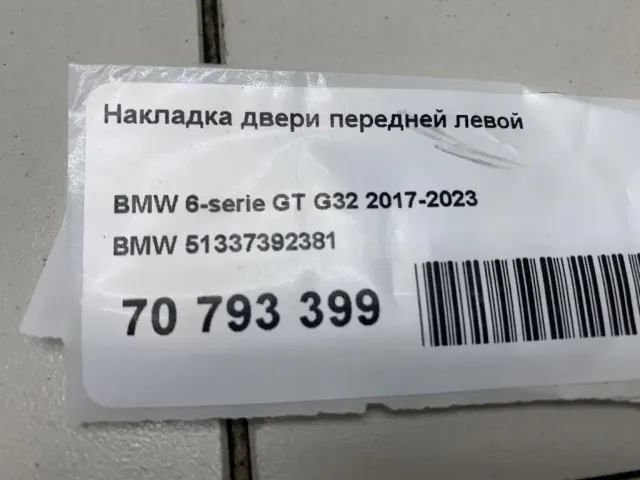 Накладка двери передней левой
BMW 6-serie GT G32 2017-2023
BMW 51337392381
70 793 399